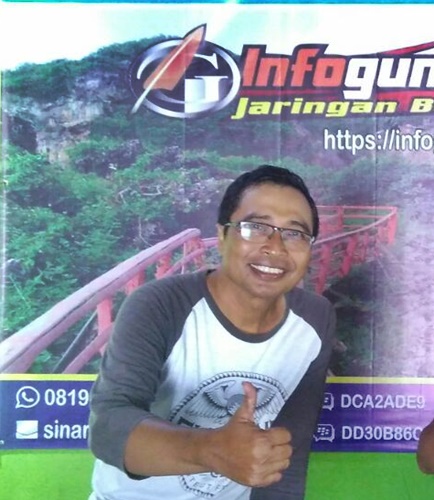 G
Infogun
Jaringan B
https://info
0819
DCA2ADE9
sinar
DD30B86C